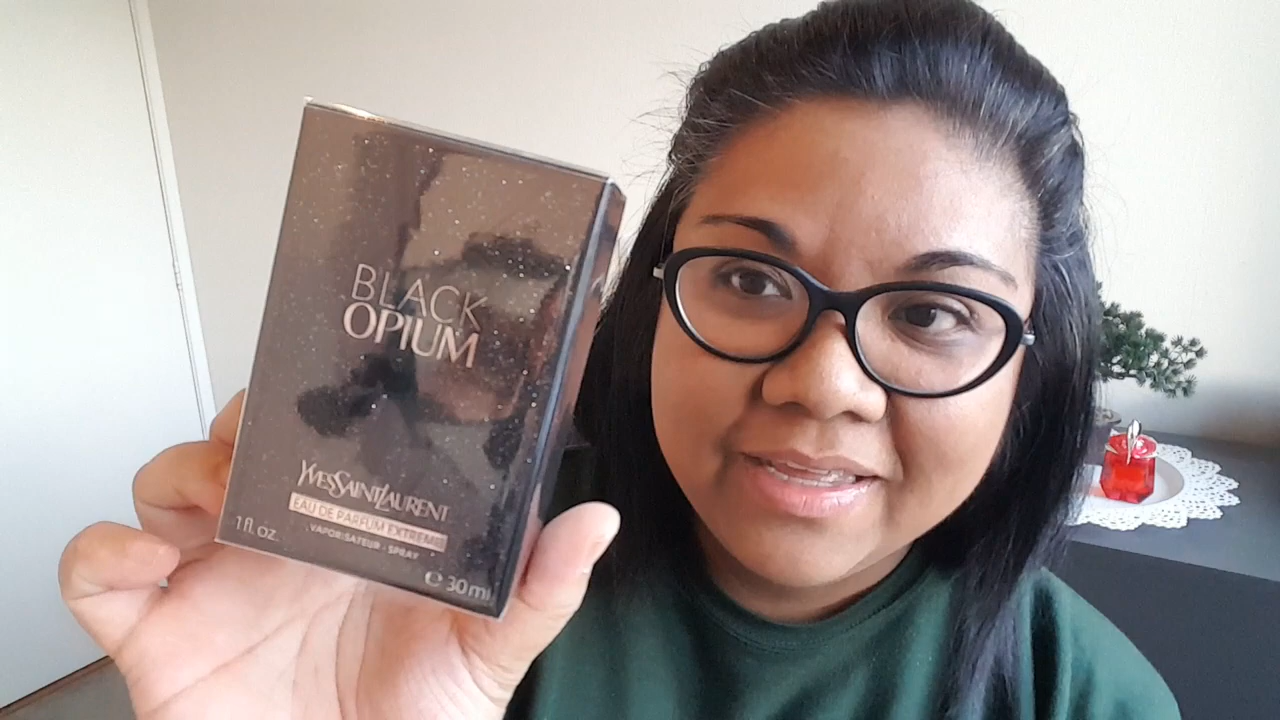 BLACK
OPIUM
YVESSAINTLAURENT
EAU DE PARFUM EXTREME
VAPORISATEUR - SPRAY
1 fl. oz.
℮ 30 ml